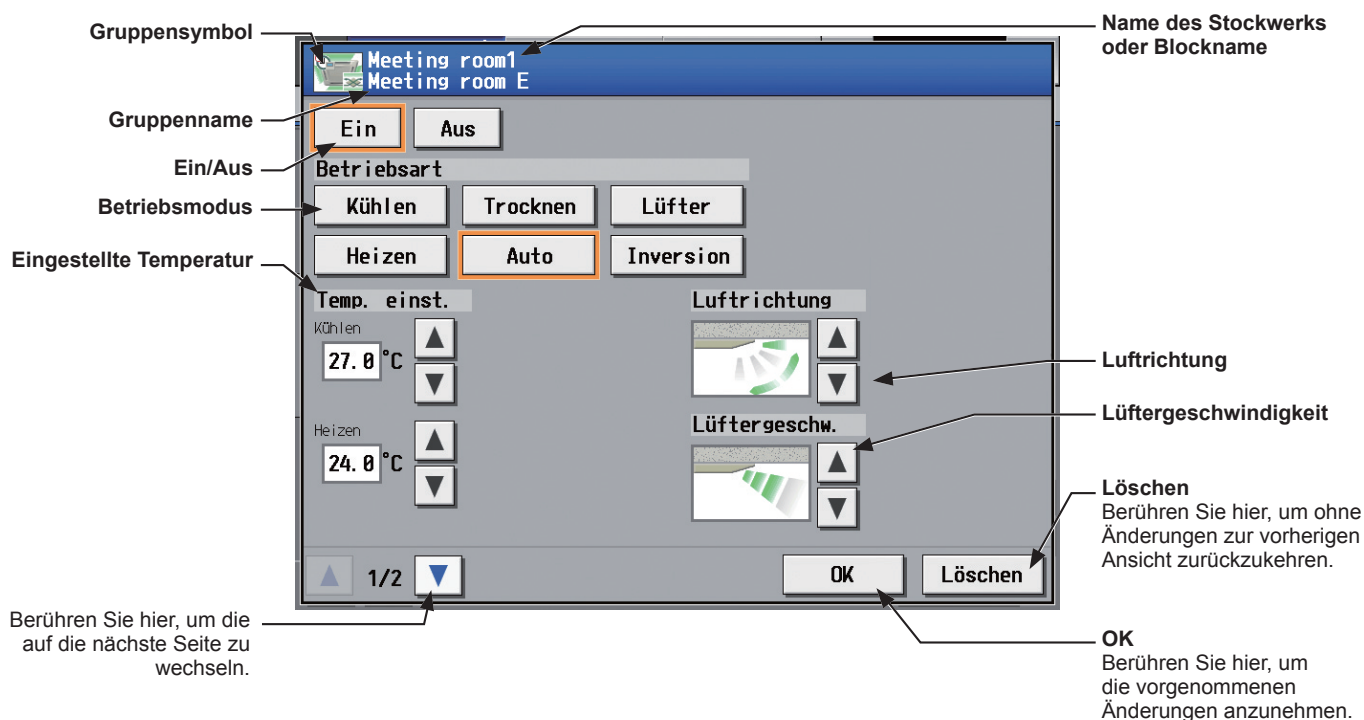 Gruppensymbol
Name des Stockwerks
oder Blockname
Meeting room1
Meeting room E
Gruppenname
Ein
Aus
Ein/Aus
Betriebsart
Betriebsmodus
Kühlen
Trocknen
Lüfter
Heizen
Auto
Inversion
Eingestellte Temperatur
Temp. einst.
Luftrichtung
Kühlen
27.0 °C
Luftrichtung
Lüftergeschwindigkeit
Heizen
24.0 °C
Lüftergeschw.
Löschen
Berühren Sie hier, um ohne
Änderungen zur vorherigen
Ansicht zurückzukehren.
1/2
OK
Löschen
Berühren Sie hier, um die
auf die nächste Seite zu
wechseln.
OK
Berühren Sie hier, um
die vorgenommenen
Änderungen anzunehmen.